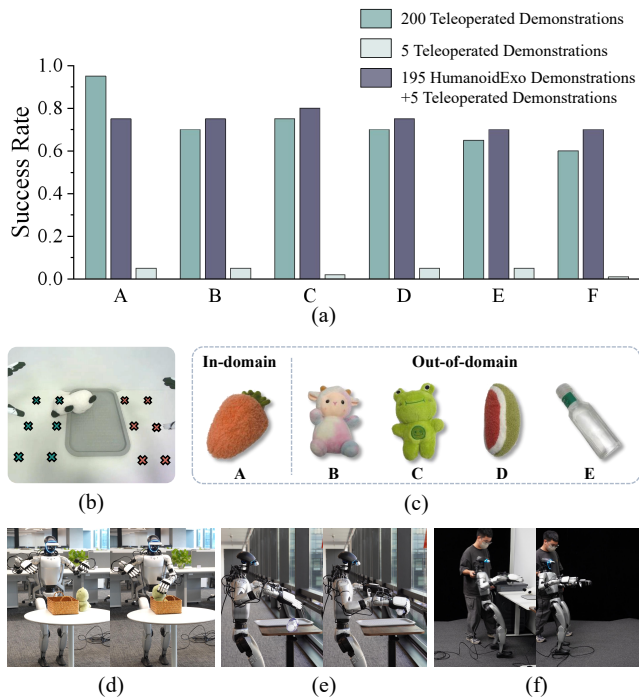 200 Teleoperated Demonstrations
5 Teleoperated Demonstrations
195 HumanoidExo Demonstrations
+5 Teleoperated Demonstrations
Success Rate
1.0
0.8
0.6
0.4
0.2
0.0
A B C D E F
(a)
In-domain
Out-of-domain
A B C D E
(b)
(c)
(d)
(e)
(f)